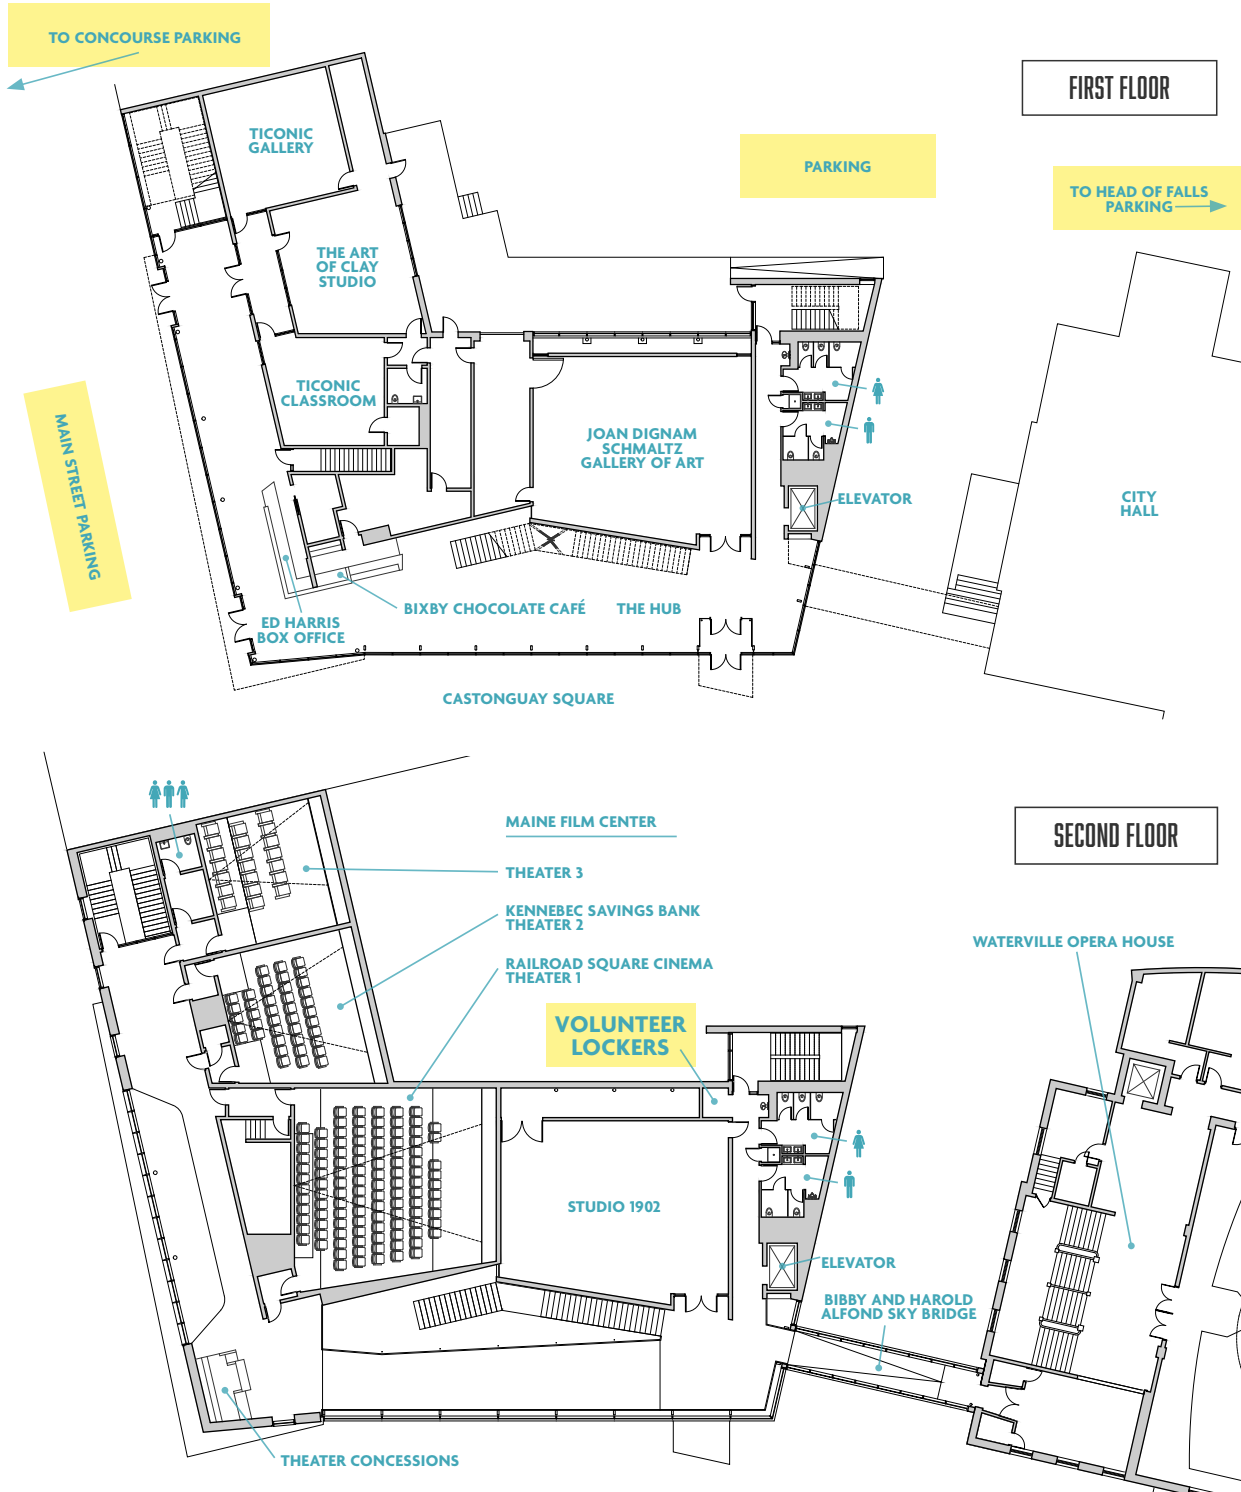 TO CONCOURSE PARKING
FIRST FLOOR
TICONIC
GALLERY
PARKING
TO HEAD OF FALLS
PARKING
THE ART
OF CLAY
STUDIO
TICONIC
CLASSROOM
MAIN STREET PARKING
JOAN DIGNAM
SCHMALTZ
GALLERY OF ART
ELEVATOR
CITY
HALL
BIXBY CHOCOLATE CAFÉ
THE HUB
ED HARRIS
BOX OFFICE
CASTONGUAY SQUARE
SECOND FLOOR
MAINE FILM CENTER
THEATER 3
KENNEBEC SAVINGS BANK
THEATER 2
WATERVILLE OPERA HOUSE
RAILROAD SQUARE CINEMA
THEATER 1
VOLUNTEER
LOCKERS
STUDIO 1902
ELEVATOR
BIBBY AND HAROLD
ALFOND SKY BRIDGE
THEATER CONCESSIONS